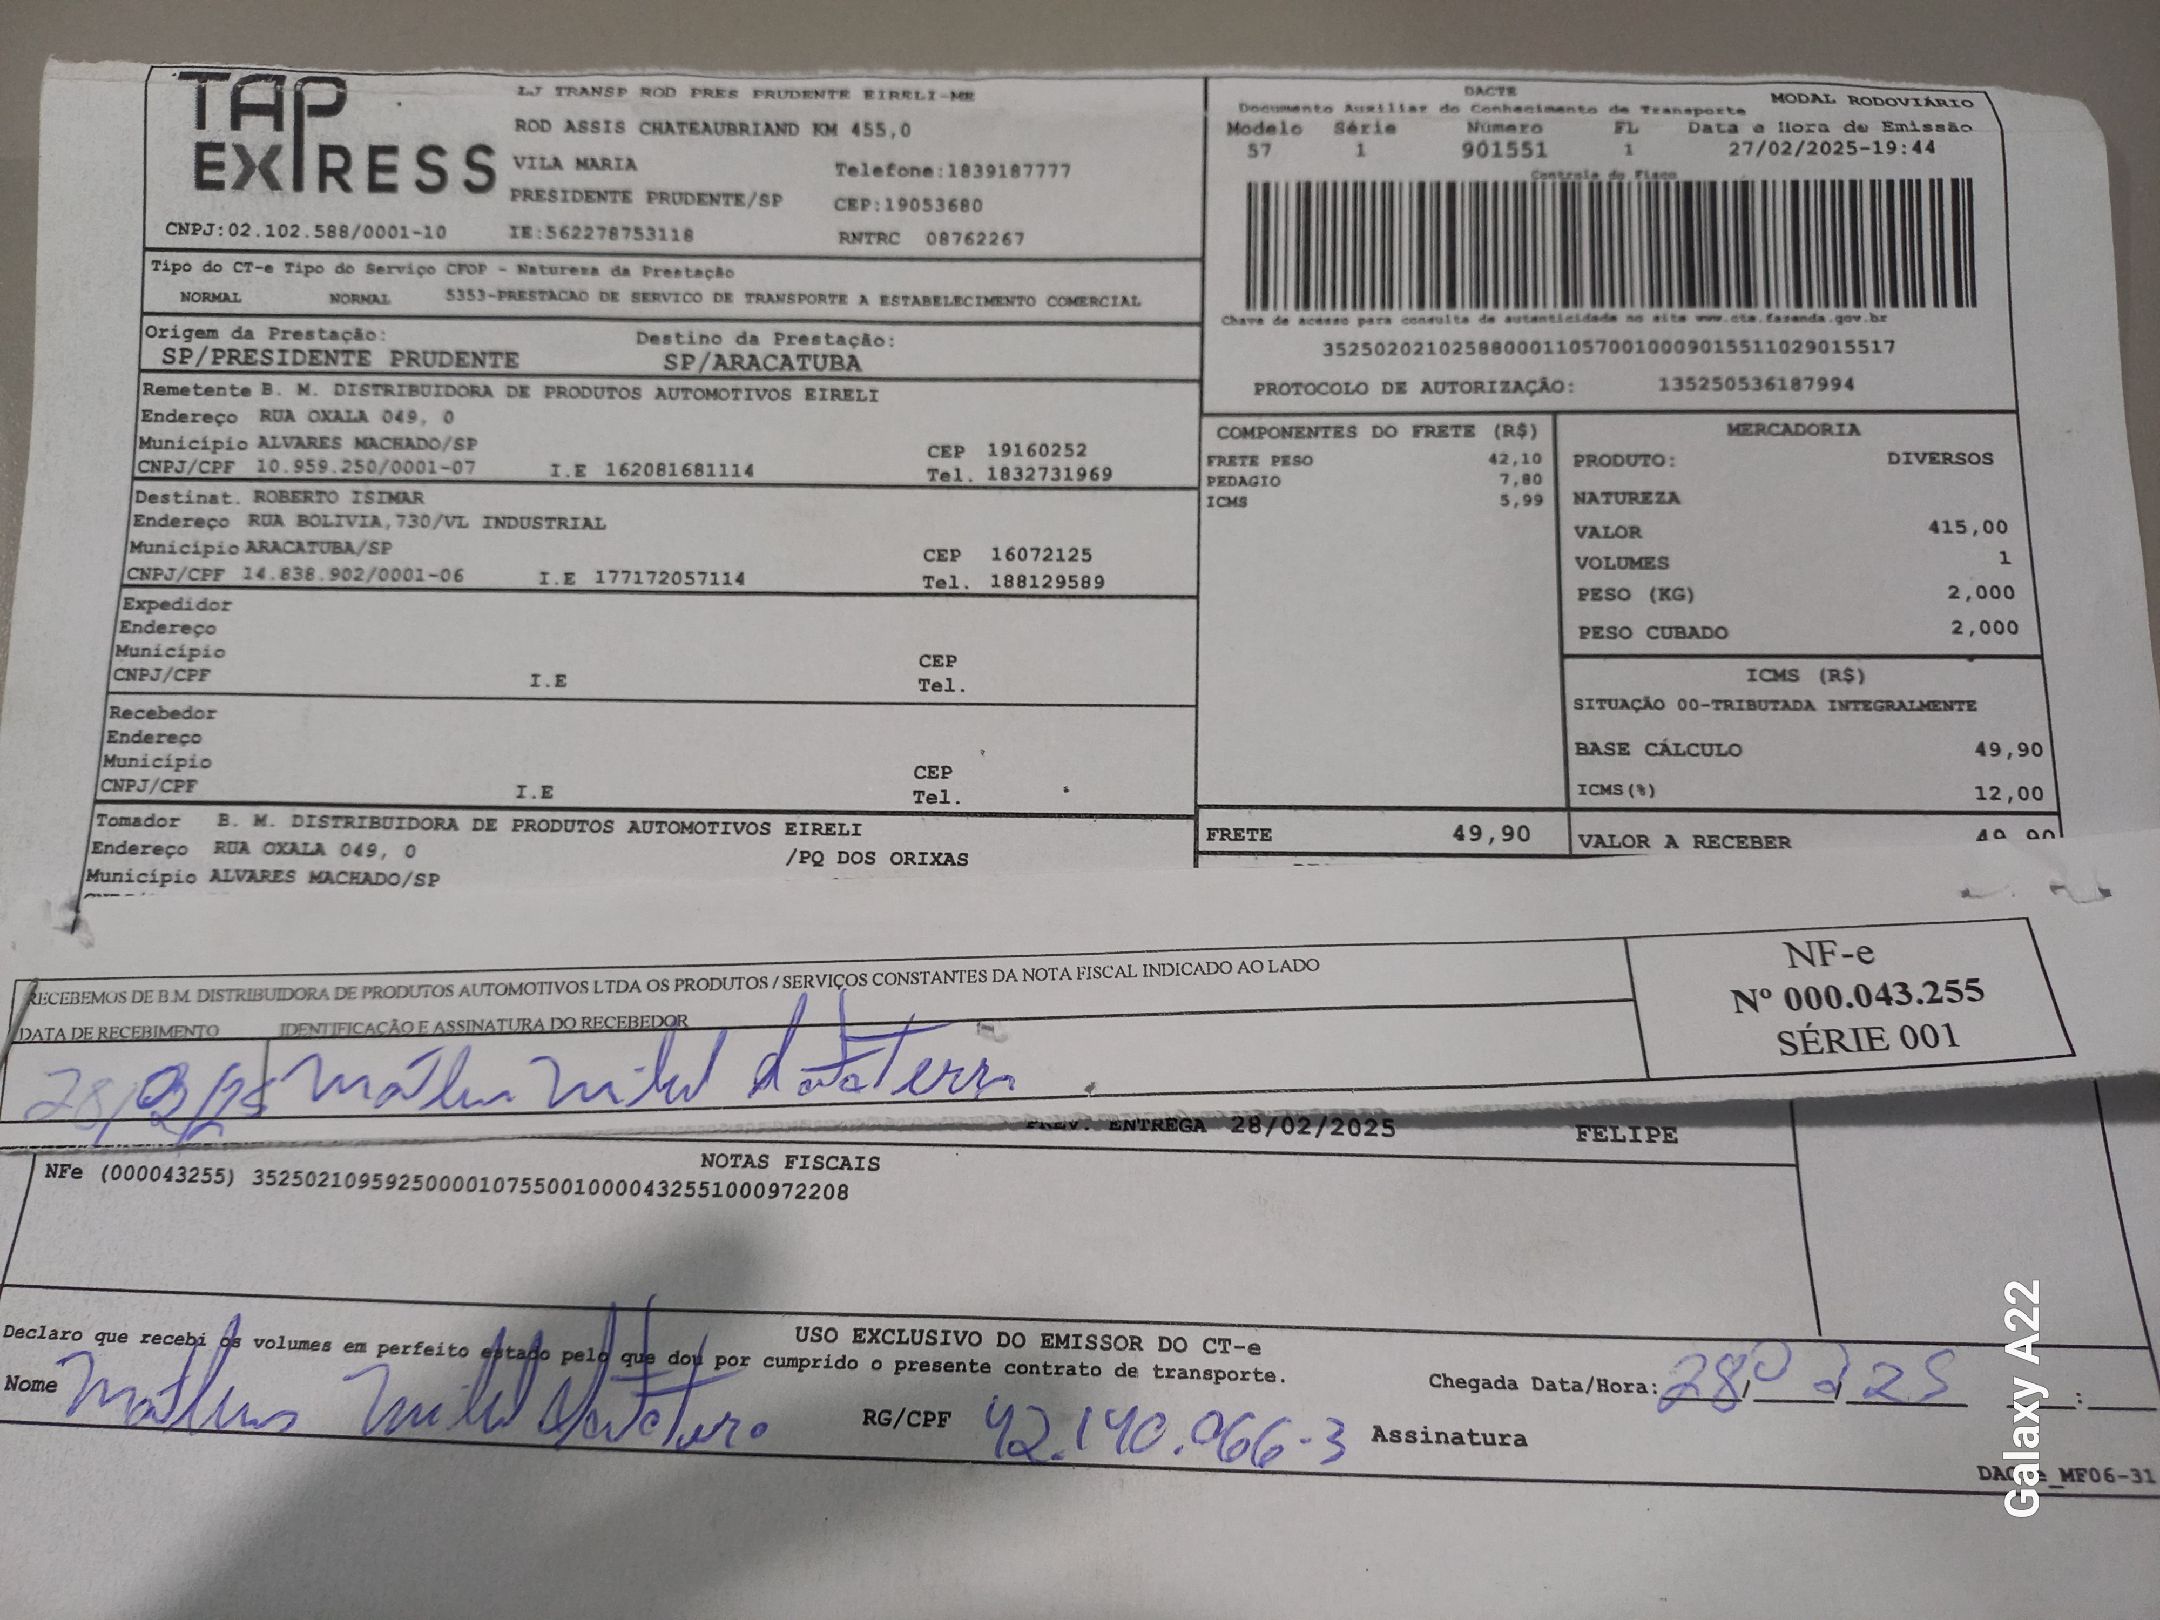 TAP EXPRESS
LJ TRANSP ROD PRES PRUDENTE EIRELI-ME
ROD ASSIS CHATEAUBRIAND KM 455,0
VILA MARIA Telefone:1839187777
PRESIDENTE PRUDENTE/SP CEP:19053680
CNPJ:02.102.588/0001-10 IE:562278753118 RNTRC 08762267
DACTE
Documento Auxiliar do Conhecimento de Transporte MODAL RODOVIÁRIO
Modelo Série Número FL Data e Hora de Emissão
57 1 901551 1 27/02/2025-19:44
Controle do Fisco
Chave de acesso para consulta de autenticidade no site www.cte.fazenda.gov.br
35250202102588000110570010009015511029015517
PROTOCOLO DE AUTORIZAÇÃO: 135250536187994
Tipo do CT-e Tipo do Serviço CFOP - Natureza da Prestação
NORMAL NORMAL 5353-PRESTACAO DE SERVICO DE TRANSPORTE A ESTABELECIMENTO COMERCIAL
Origem da Prestação: Destino da Prestação:
SP/PRESIDENTE PRUDENTE SP/ARACATUBA
Remetente B. M. DISTRIBUIDORA DE PRODUTOS AUTOMOTIVOS EIRELI
Endereço RUA OXALA 049, 0
Município ALVARES MACHADO/SP CEP 19160252
CNPJ/CPF 10.959.250/0001-07 I.E 162081681114 Tel. 1832731969
Destinat. ROBERTO ISIMAR
Endereço RUA BOLIVIA,730/VL INDUSTRIAL
Município ARACATUBA/SP CEP 16072125
CNPJ/CPF 14.838.902/0001-06 I.E 177172057114 Tel. 188129589
Expedidor
Endereço
Município CEP
CNPJ/CPF I.E Tel.
Recebedor
Endereço
Município CEP
CNPJ/CPF I.E Tel.
Tomador B. M. DISTRIBUIDORA DE PRODUTOS AUTOMOTIVOS EIRELI
Endereço RUA OXALA 049, 0 /PQ DOS ORIXAS
Município ALVARES MACHADO/SP
COMPONENTES DO FRETE (R$)
FRETE PESO 42,10
PEDAGIO 7,80
ICMS 5,99
FRETE 49,90
MERCADORIA
PRODUTO: DIVERSOS
NATUREZA
VALOR 415,00
VOLUMES 1
PESO (KG) 2,000
PESO CUBADO 2,000
ICMS (R$)
SITUAÇÃO 00-TRIBUTADA INTEGRALMENTE
BASE CÁLCULO 49,90
ICMS(%) 12,00
VALOR A RECEBER 49,90
RECEBEMOS DE B.M. DISTRIBUIDORA DE PRODUTOS AUTOMOTIVOS LTDA OS PRODUTOS / SERVIÇOS CONSTANTES DA NOTA FISCAL INDICADO AO LADO
DATA DE RECEBIMENTO IDENTIFICAÇÃO E ASSINATURA DO RECEBEDOR
NF-e
Nº 000.043.255
SÉRIE 001
PREV. ENTREGA 28/02/2025 FELIPE
NOTAS FISCAIS
NFe (000043255) 35250210959250000107550010000432551000972208
USO EXCLUSIVO DO EMISSOR DO CT-e
Declaro que recebi os volumes em perfeito estado pelo que dou por cumprido o presente contrato de transporte.
Nome RG/CPF 42.140.066-3 Assinatura
Chegada Data/Hora: 28/02/25 :
_MF06-31
Galaxy A22